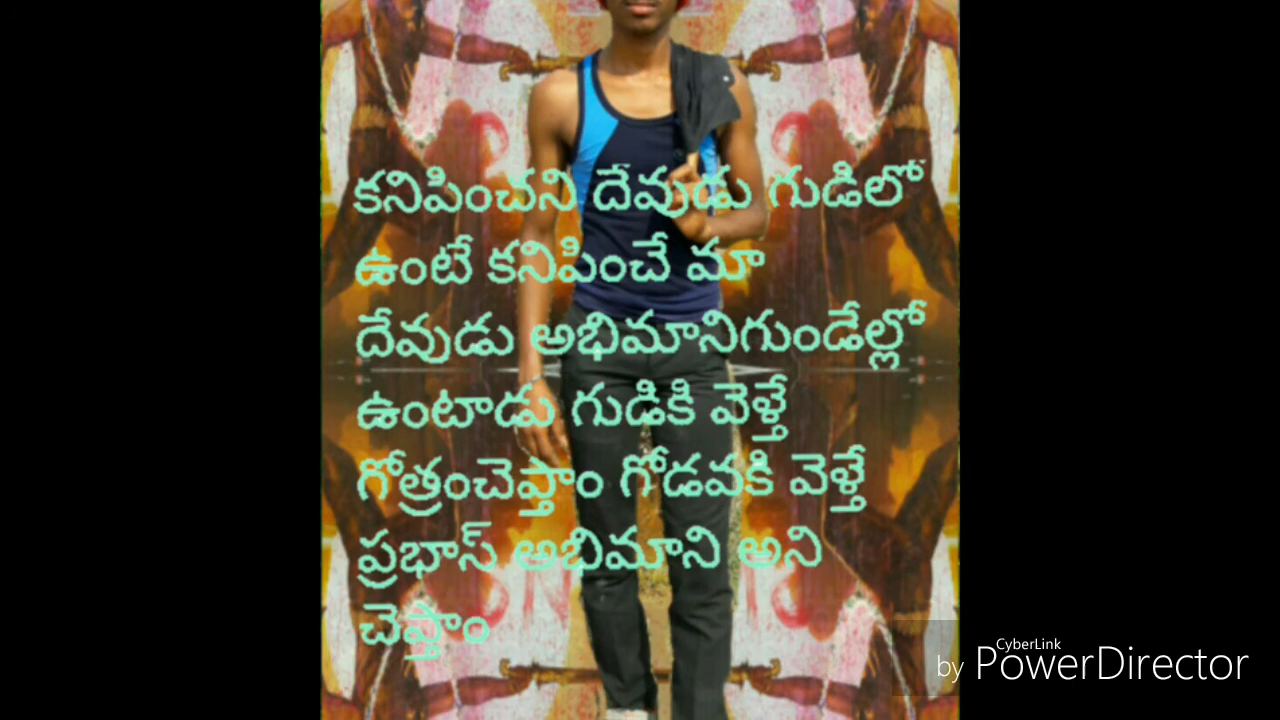 కనిపించని దేవుడు గుడిలో
ఉంటే కనిపించే మా
దేవుడు అభిమానిగుండేల్లో
ఉంటాడు గుడికి వెళ్తే
గోత్రంచెప్తాం గోడవకి వెళ్తే
ప్రభాస్ అభిమాని అని
చెప్తాం
CyberLink
by PowerDirector